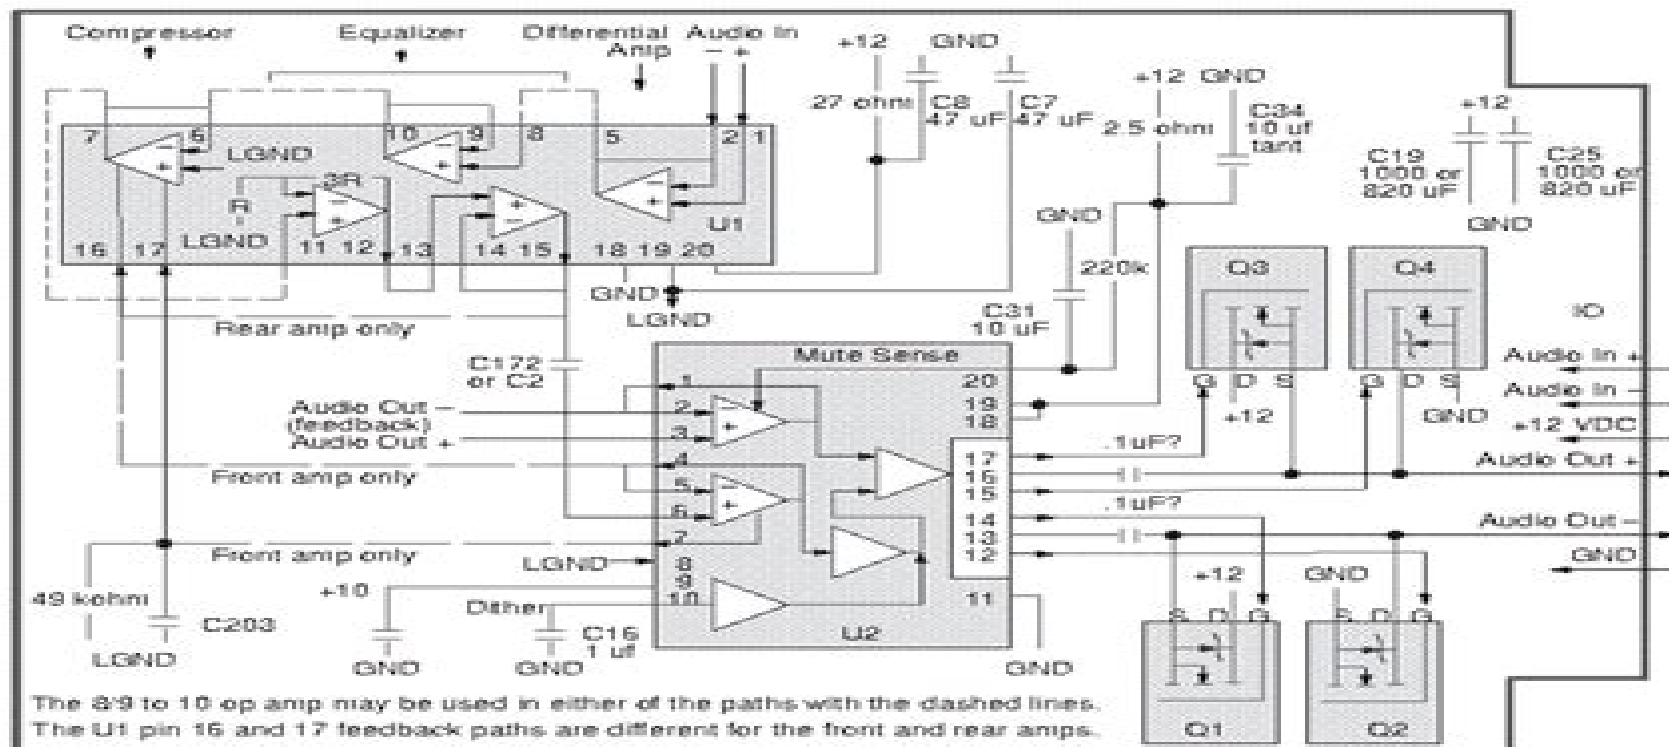 Compressor
Equalizer
Differential Amp
Audio In
− +
+12
GND
27 ohm
C8
47 uF
C7
47 uF
+12 GND
2.5 ohm
C34
10 uf
tant
+12
C19
1000 or
820 uF
C25
1000 or
820 uF
GND
7 6 10 9 8 5 2 1
LGND
3R
R
LGND
U1
16 17 11 12 13 14 15 18 19 20
GND
LGND
Rear amp only
C172
or C2
GND
220k
C31
10 uF
Q3
Q4
G D S
G D S
+12
GND
IO
Audio In +
Audio In −
+12 VDC
Audio Out +
Audio Out −
GND
Mute Sense
Audio Out −
(feedback)
Audio Out +
Front amp only
Front amp only
LGND
1
2
3
4
5
6
7
8
9
10
20
19
18
17
16
15
14
13
12
11
U2
.1uF?
.1uF?
49 kohm
C203
LGND
+10
GND
Dither
C16
1 uf
GND
GND
+12
GND
S D G
S D G
Q1
Q2
The 8/9 to 10 op amp may be used in either of the paths with the dashed lines.
The U1 pin 16 and 17 feedback paths are different for the front and rear amps.